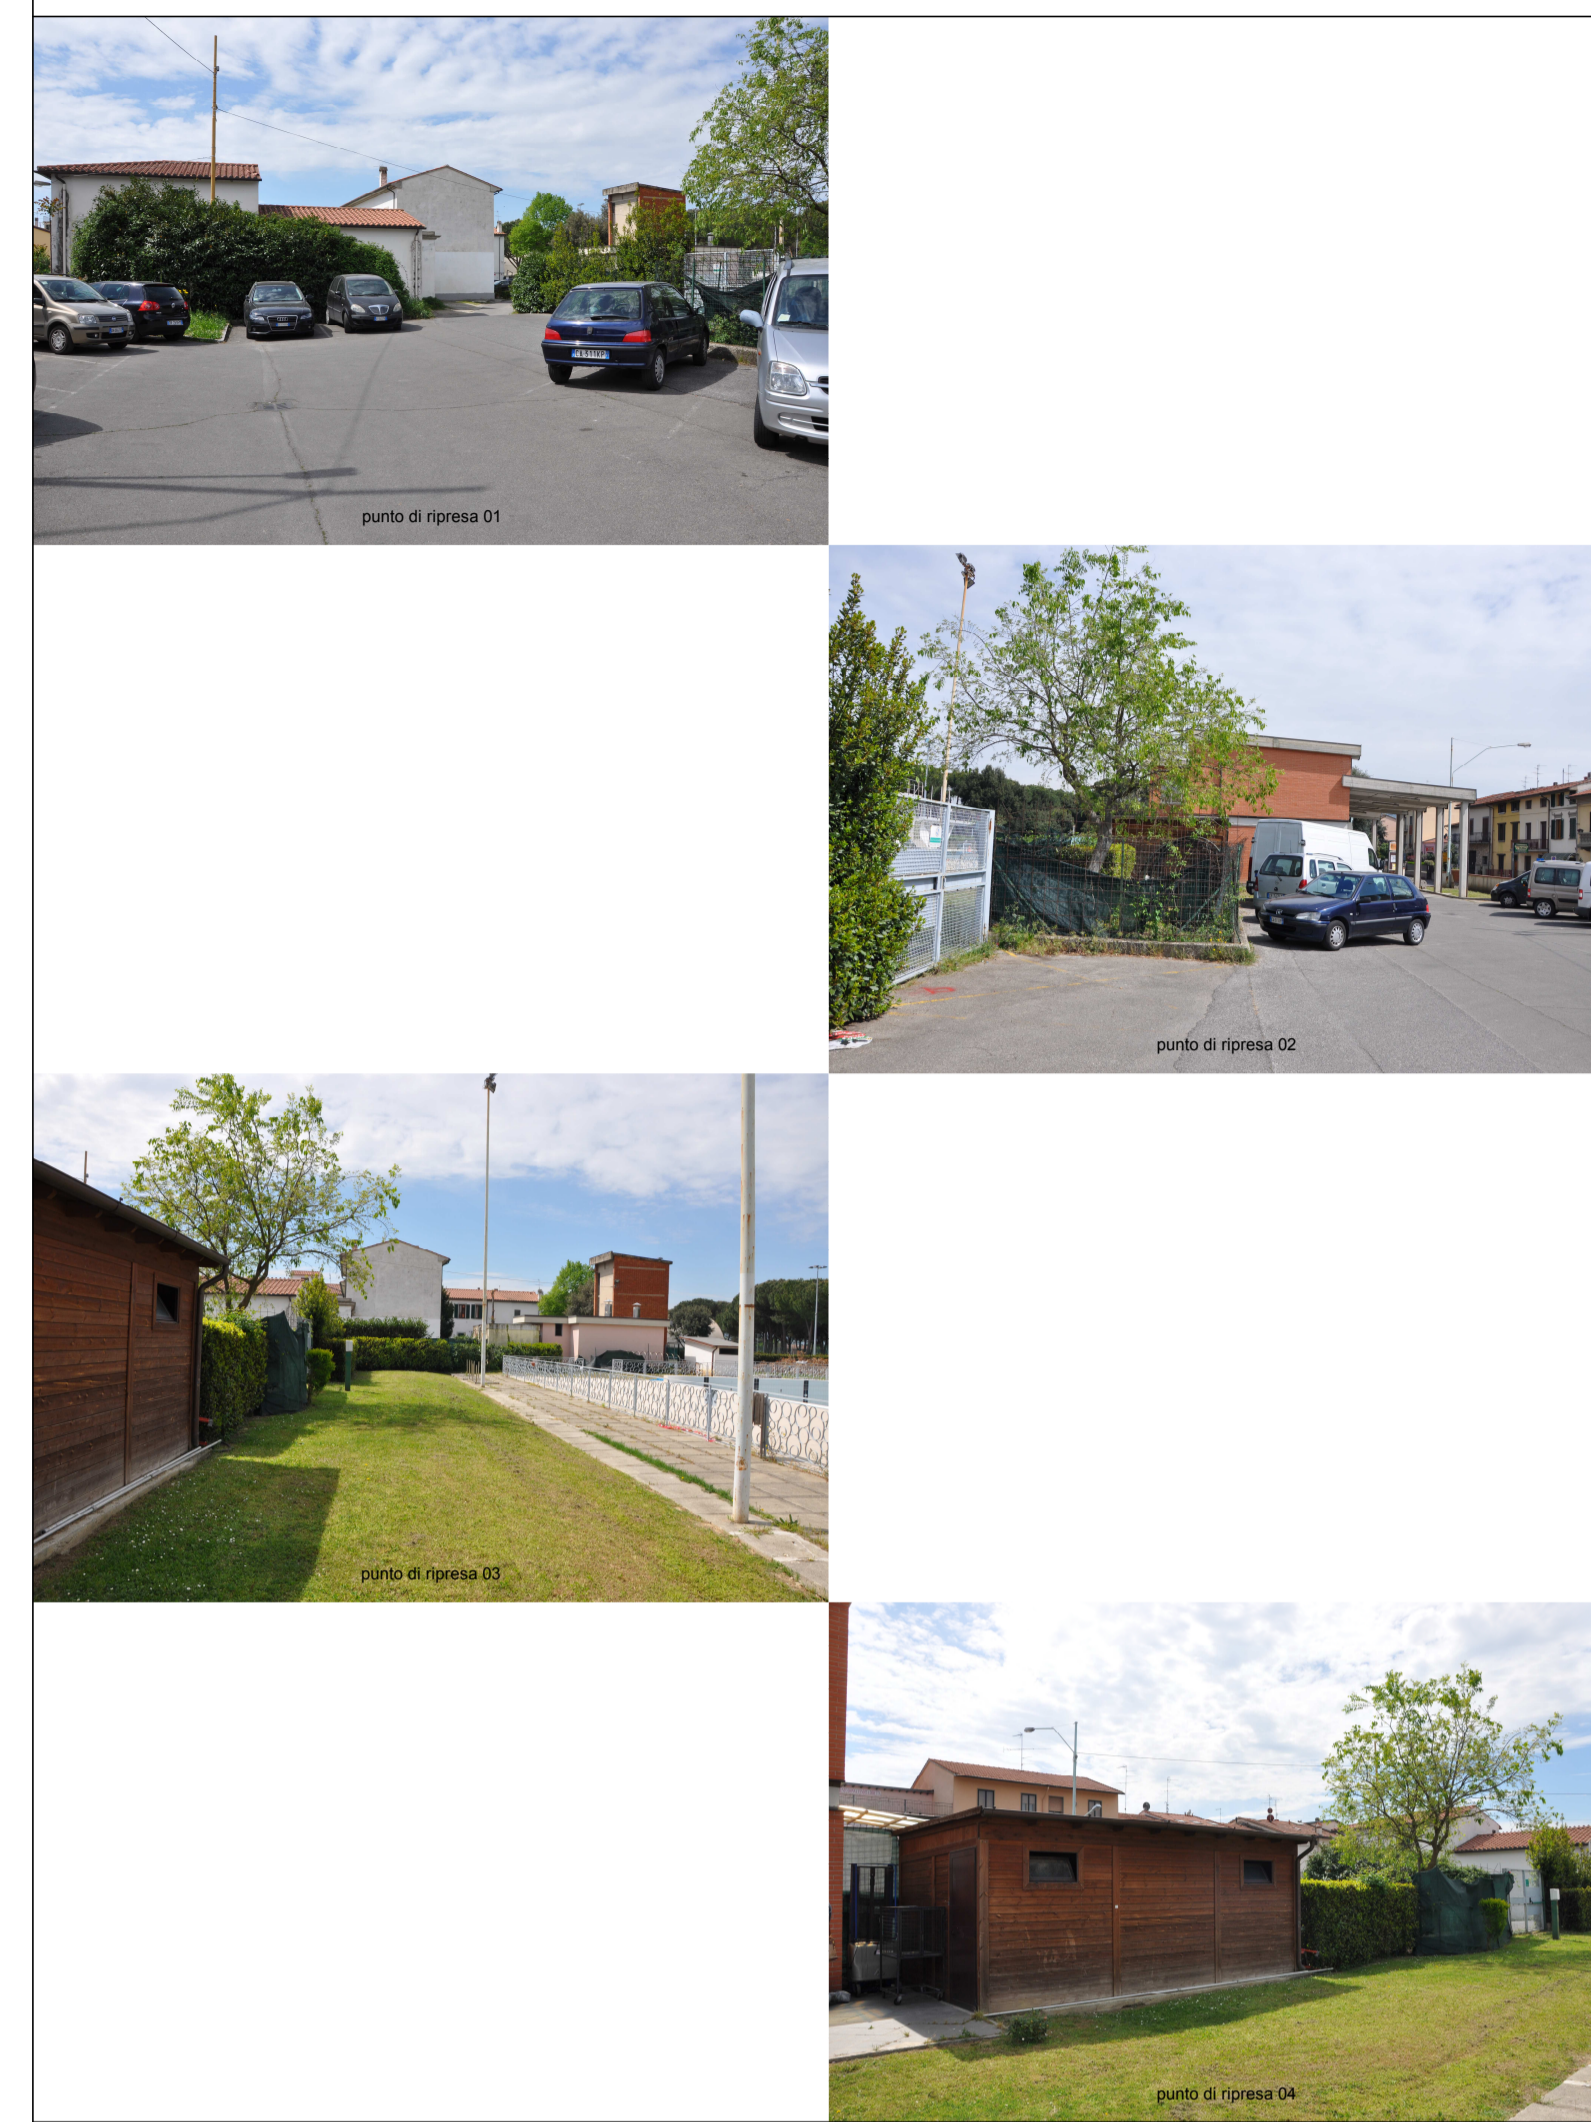 punto di ripresa 01
punto di ripresa 02
punto di ripresa 03
punto di ripresa 04